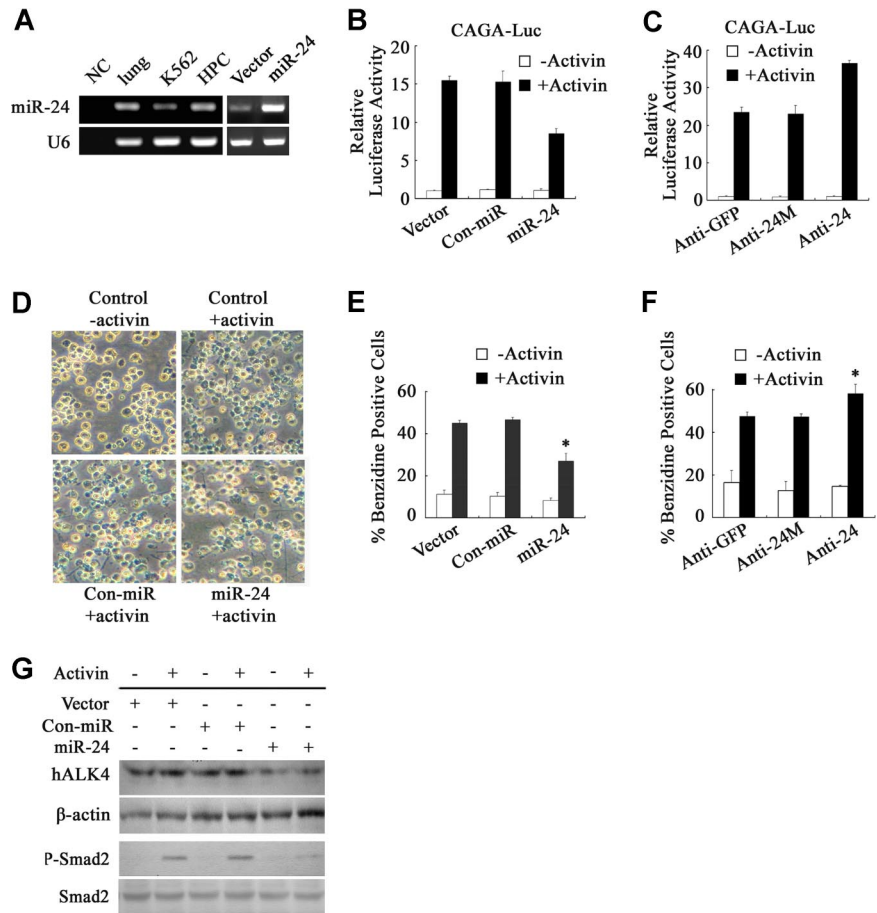 A
NC lung K562 HPC Vector miR-24
miR-24
U6
B
CAGA-Luc
-Activin
+Activin
Relative
Luciferase Activity
20
15
10
5
0
Vector Con-miR miR-24
C
CAGA-Luc
-Activin
+Activin
Relative
Luciferase Activity
40
30
20
10
0
Anti-GFP Anti-24M Anti-24
D
Control
-activin
Control
+activin
Con-miR
+activin
miR-24
+activin
E
-Activin
+Activin
% Benzidine Positive Cells
60
40
20
0
*
Vector Con-miR miR-24
F
-Activin
+Activin
% Benzidine Positive Cells
60
40
20
0
*
Anti-GFP Anti-24M Anti-24
G
Activin - + - + - +
Vector + + - - - -
Con-miR - - + + - -
miR-24 - - - - + +
hALK4
β-actin
P-Smad2
Smad2